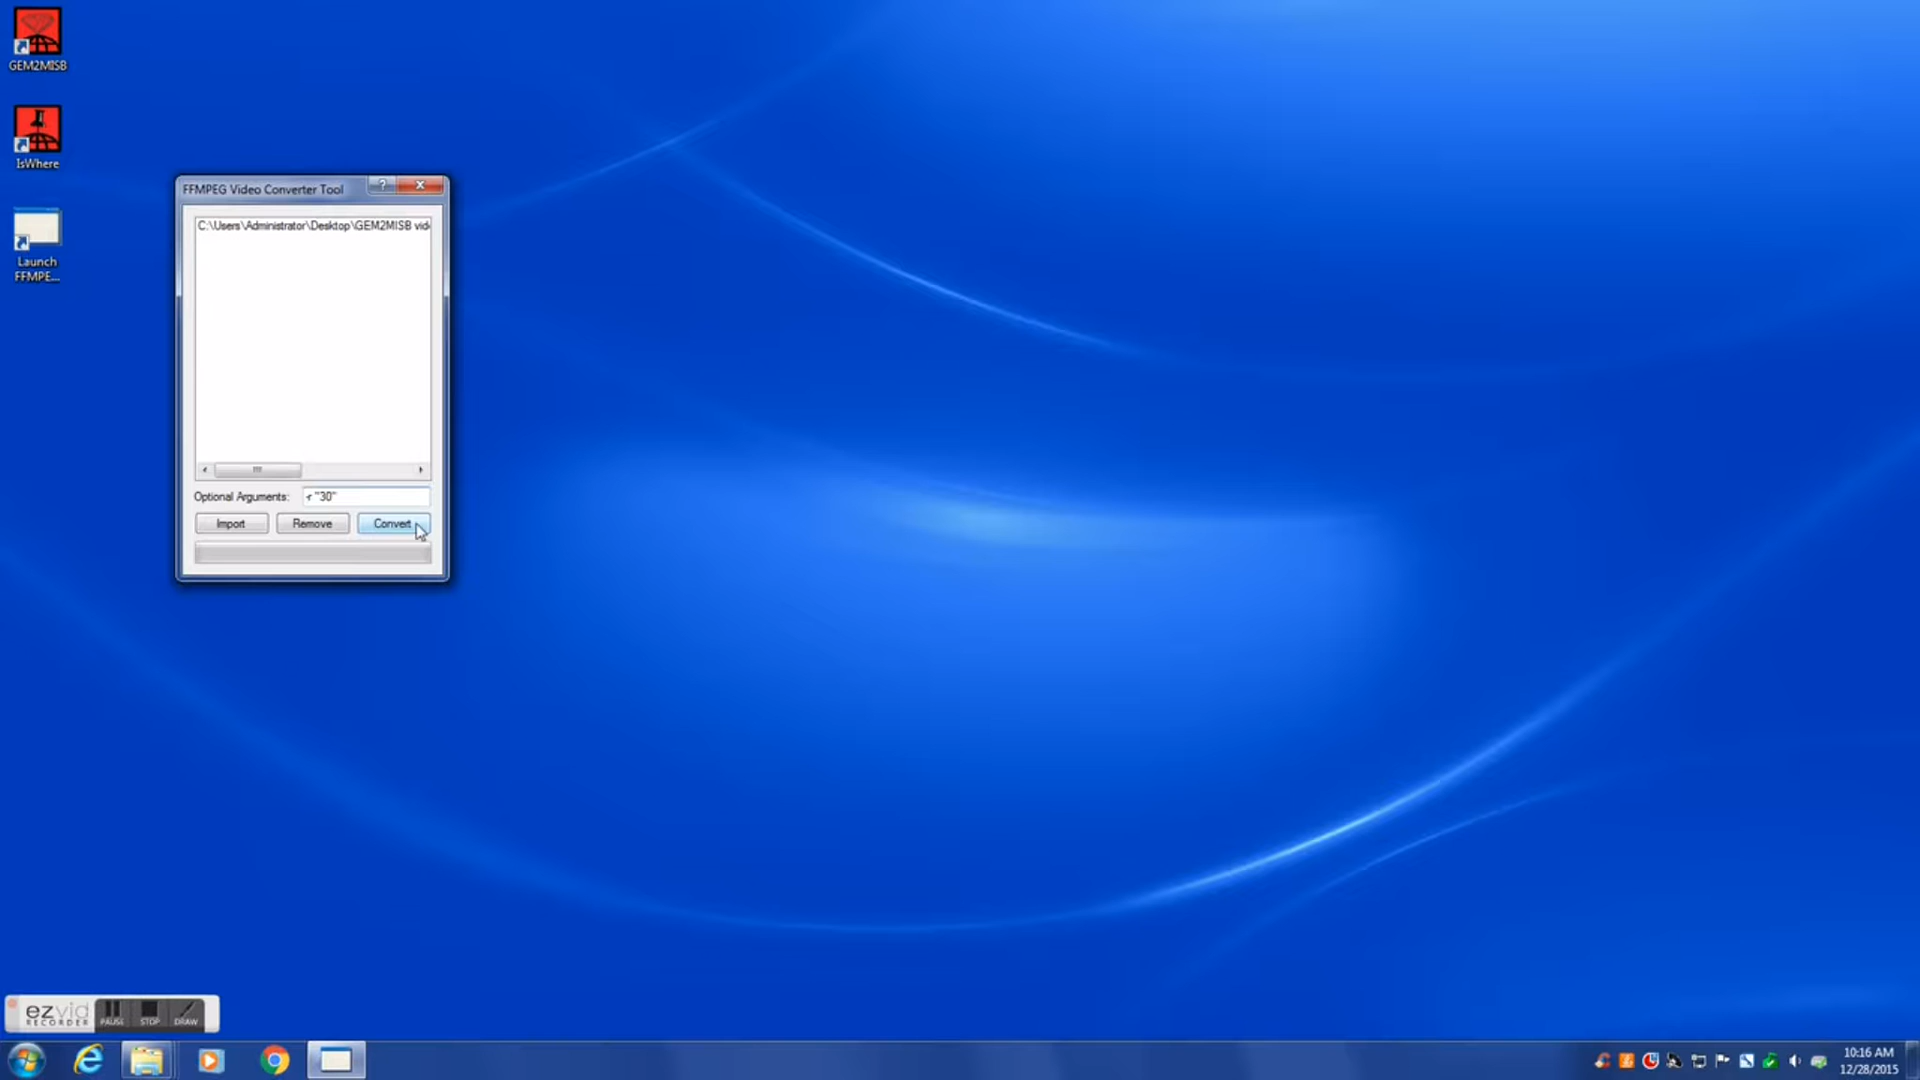 GEM2MISB
IsWhere
Launch
FFMPE...
FFMPEG Video Converter Tool
C:\Users\Administrator\Desktop\GEM2MISB vid
Optional Arguments: -r "30"
Import Remove Convert
ezvid
RECORDER
PAUSE STOP DRAW
10:16 AM
12/28/2015